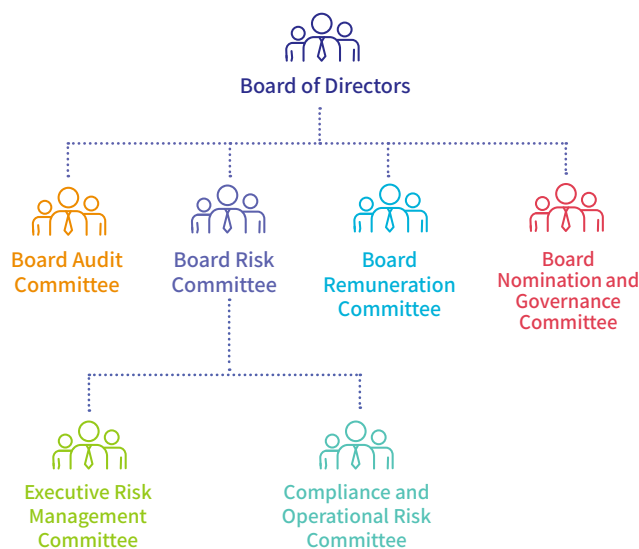 Board of Directors
Board Audit
Committee
Board Risk
Committee
Board
Remuneration
Committee
Board
Nomination and
Governance
Committee
Executive Risk
Management
Committee
Compliance and
Operational Risk
Committee